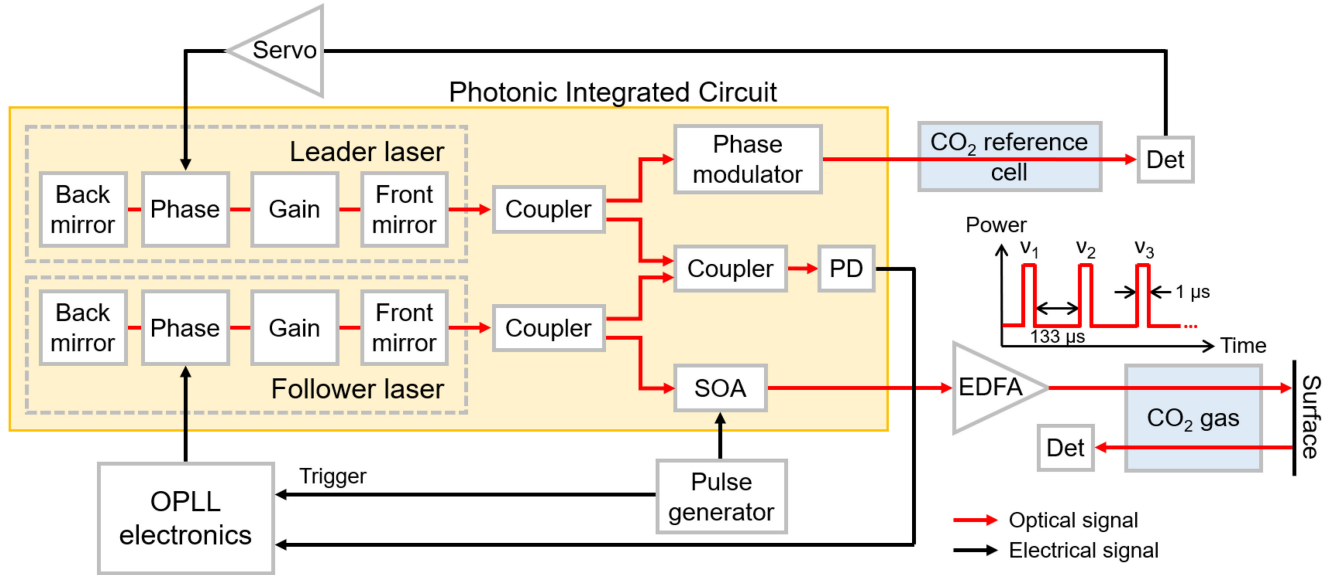 Servo
Photonic Integrated Circuit
Leader laser
Back
mirror
Phase
Gain
Front
mirror
Coupler
Phase
modulator
CO₂ reference
cell
Det
Coupler
PD
Back
mirror
Phase
Gain
Front
mirror
Coupler
Follower laser
SOA
Power
ν₁
ν₂
ν₃
1 µs
133 µs
Time
EDFA
CO₂ gas
Det
Surface
OPLL
electronics
Trigger
Pulse
generator
Optical signal
Electrical signal